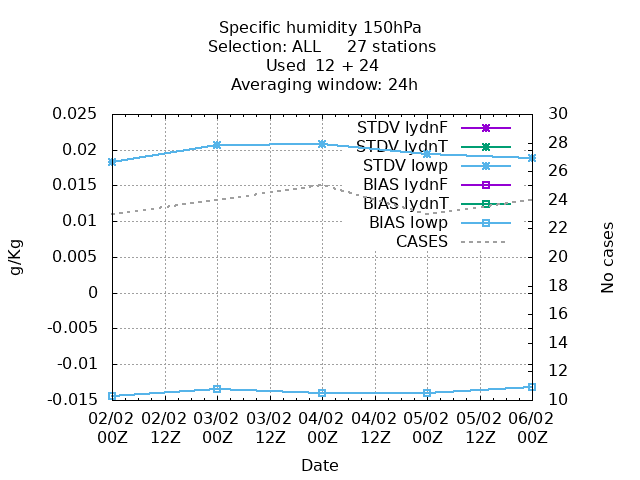 Specific humidity 150hPa
Selection: ALL     27 stations
Used  12 + 24
Averaging window: 24h
0.025
0.02
0.015
0.01
0.005
0
-0.005
-0.01
-0.015
g/Kg
STDV lydnF
STDV lydnT
STDV lowp
BIAS lydnF
BIAS lydnT
BIAS lowp
CASES
30
28
26
24
22
20
18
16
14
12
10
No cases
02/02 02/02 03/02 03/02 04/02 04/02 05/02 05/02 06/02
00Z 12Z 00Z 12Z 00Z 12Z 00Z 12Z 00Z
Date